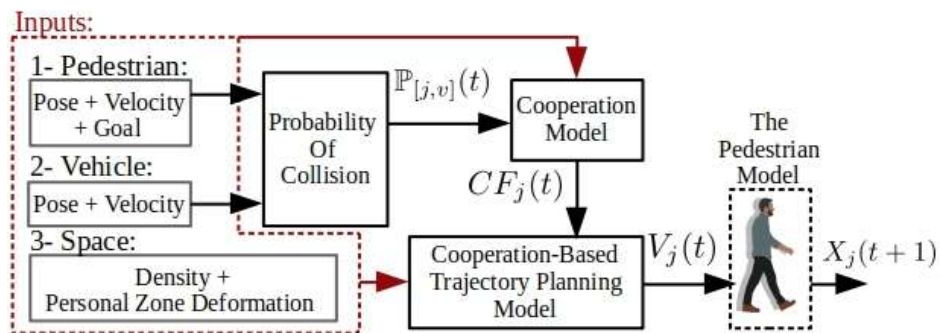 Inputs:
1- Pedestrian:
Pose + Velocity
+ Goal
2- Vehicle:
Pose + Velocity
3- Space:
Density +
Personal Zone Deformation
Probability
Of
Collision
ℙ[j,v](t)
Cooperation
Model
CFj(t)
Cooperation-Based
Trajectory Planning
Model
Vj(t)
The
Pedestrian
Model
Xj(t+1)